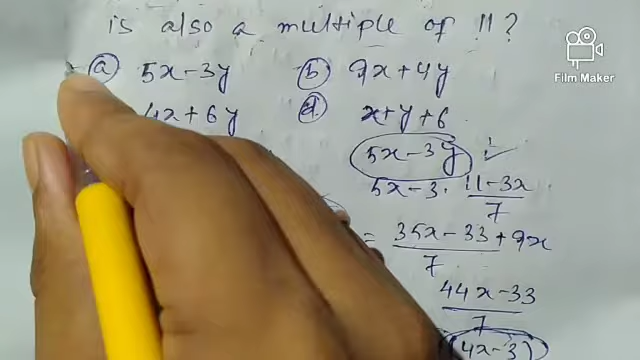 is also a multiple of 11?
(a) 5x-3y (b) 9x+4y
4x+6y (d) x+y+6
5x-3y
5x-3. 11-3x/7
= 35x-33+9x/7
44x-33/7
(4x-3)
Film Maker